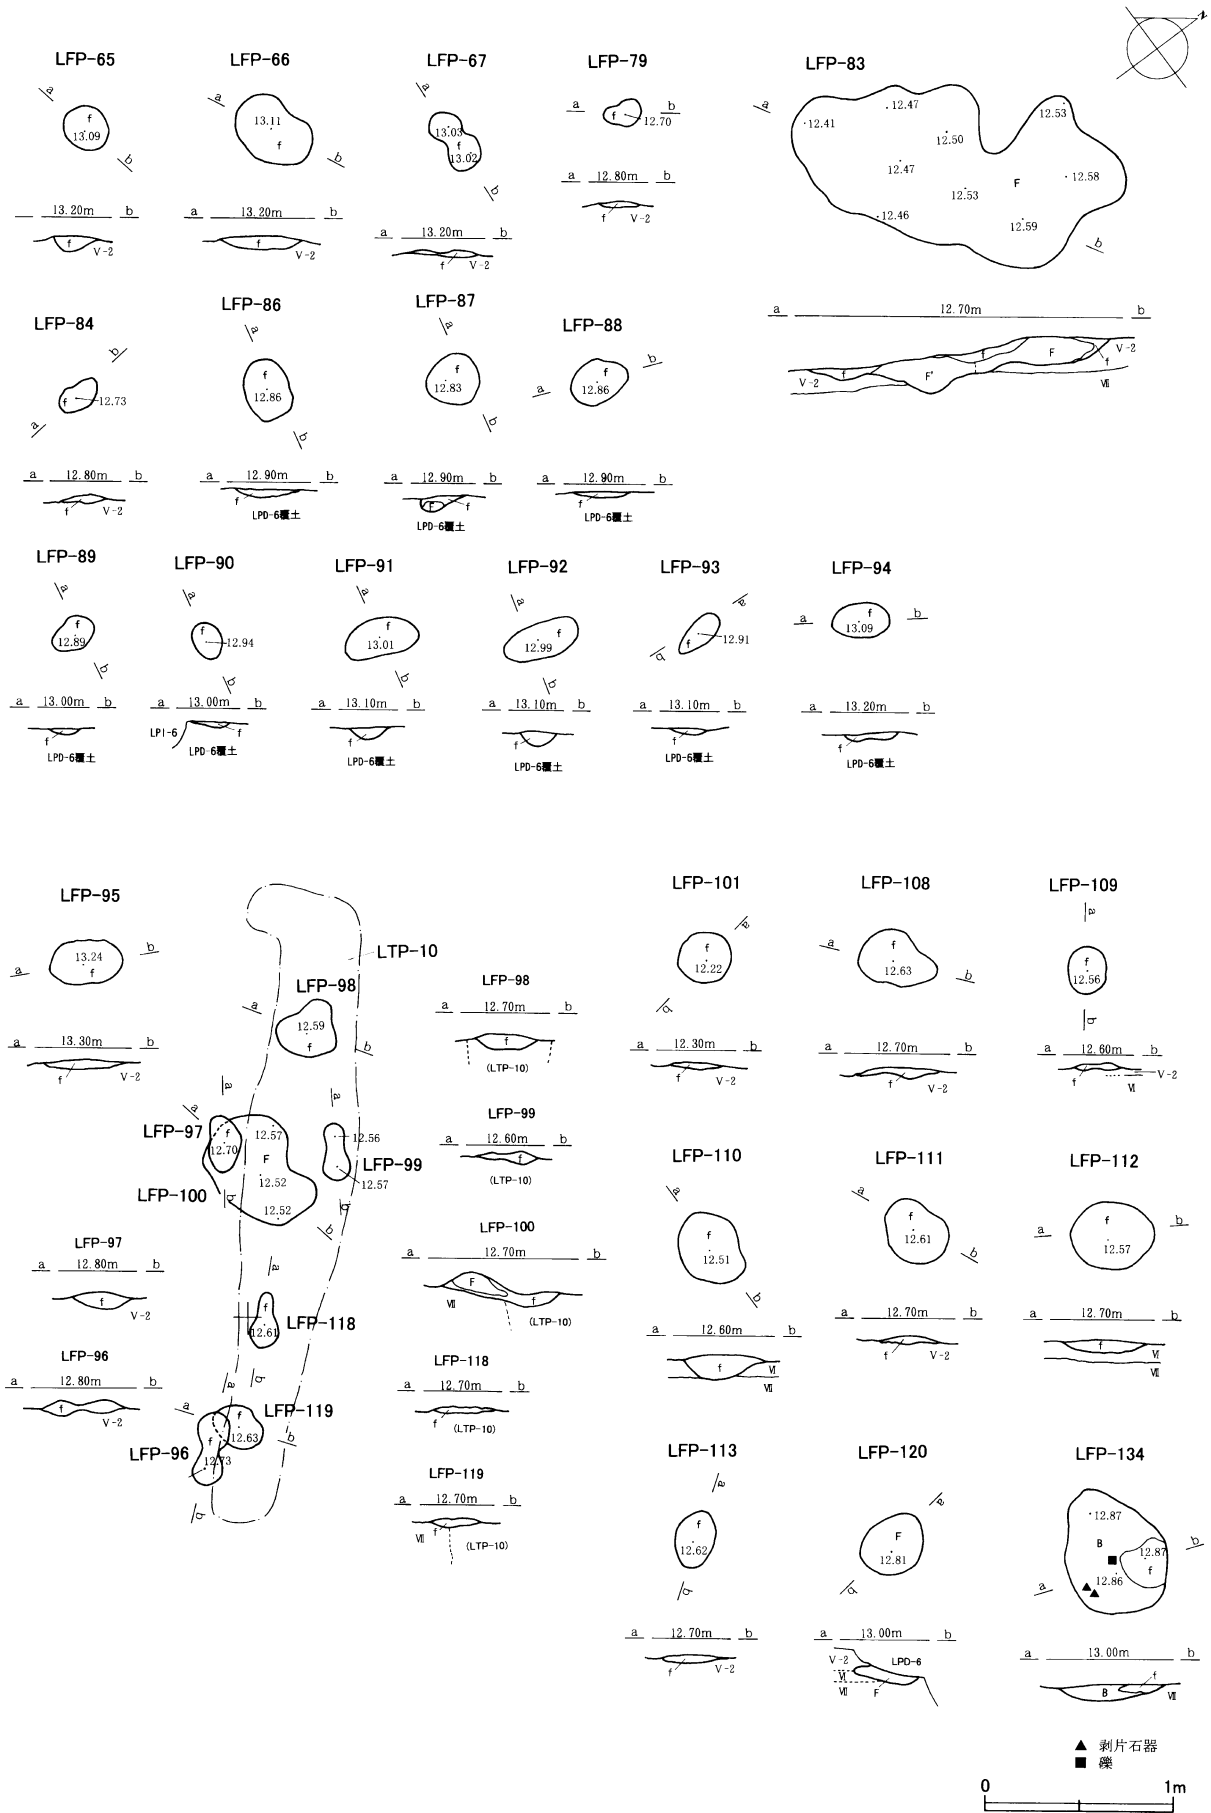 N
LFP-65
a
f
13.09
b
13.20m b
f V-2
LFP-66
a
13.11
f
b
a 13.20m b
f V-2
LFP-67
a
13.03
f
13.02
b
a 13.20m b
f V-2
LFP-79
a b
f 12.70
a 12.80m b
f V-2
LFP-83
a
12.47
12.41
12.53
12.50
12.47
12.58
F
12.53
12.46
12.59
b
a 12.70m b
f F V-2
f
V-2 f F' VII
LFP-84
b
f 12.73
a
a 12.80m b
f V-2
LFP-86
a
f
12.86
b
a 12.90m b
f
LPD-6覆土
LFP-87
a
f
12.83
b
a 12.90m b
F f
LPD-6覆土
LFP-88
b
f
12.86
a
a 12.90m b
f
LPD-6覆土
LFP-89
a
f
12.89
b
a 13.00m b
f
LPD-6覆土
LFP-90
a
f
12.94
b
a 13.00m b
LPI-6 f
LPD-6覆土
LFP-91
a
f
13.01
b
a 13.10m b
f
LPD-6覆土
LFP-92
a
f
12.99
b
a 13.10m b
f
LPD-6覆土
LFP-93
a
12.91
f
b
a 13.10m b
f
LPD-6覆土
LFP-94
a b
f
13.09
a 13.20m b
f
LPD-6覆土
LFP-95
13.24
f
a b
a 13.30m b
f V-2
LTP-10
LFP-98
a
12.59
f
b
a
a
a
LFP-97
f
12.70
12.57
F
12.52
12.52
LFP-100
b
b
12.56
LFP-99
12.57
b
a
f
12.61
LFP-118
b
a
a
f
12.63
LFP-119
b
f
LFP-96
12.73
b
LFP-97
a 12.80m b
f
V-2
LFP-96
a 12.80m b
f
V-2
LFP-98
a 12.70m b
f
(LTP-10)
LFP-99
a 12.60m b
f
(LTP-10)
LFP-100
a 12.70m b
F
VII f
(LTP-10)
LFP-118
a 12.70m b
f
(LTP-10)
LFP-119
a 12.70m b
VII f
(LTP-10)
LFP-101
a
f
12.22
b
a 12.30m b
f V-2
LFP-108
a
f
12.63
b
a 12.70m b
f V-2
LFP-109
a
f
12.56
b
a 12.60m b
f V-2
VI
LFP-110
a
f
12.51
b
a 12.60m b
f VI
VII
LFP-111
a
f
12.61
b
a 12.70m b
f V-2
LFP-112
a b
f
12.57
a 12.70m b
f VI
VII
LFP-113
a
f
12.62
b
a 12.70m b
f V-2
LFP-120
a
F
12.81
b
a 13.00m b
V-2 LPD-6
VI
VII F
LFP-134
12.87
B
12.87
f
12.86
a b
a 13.00m b
f
B VII
▲ 剥片石器
■ 礫
0 1m